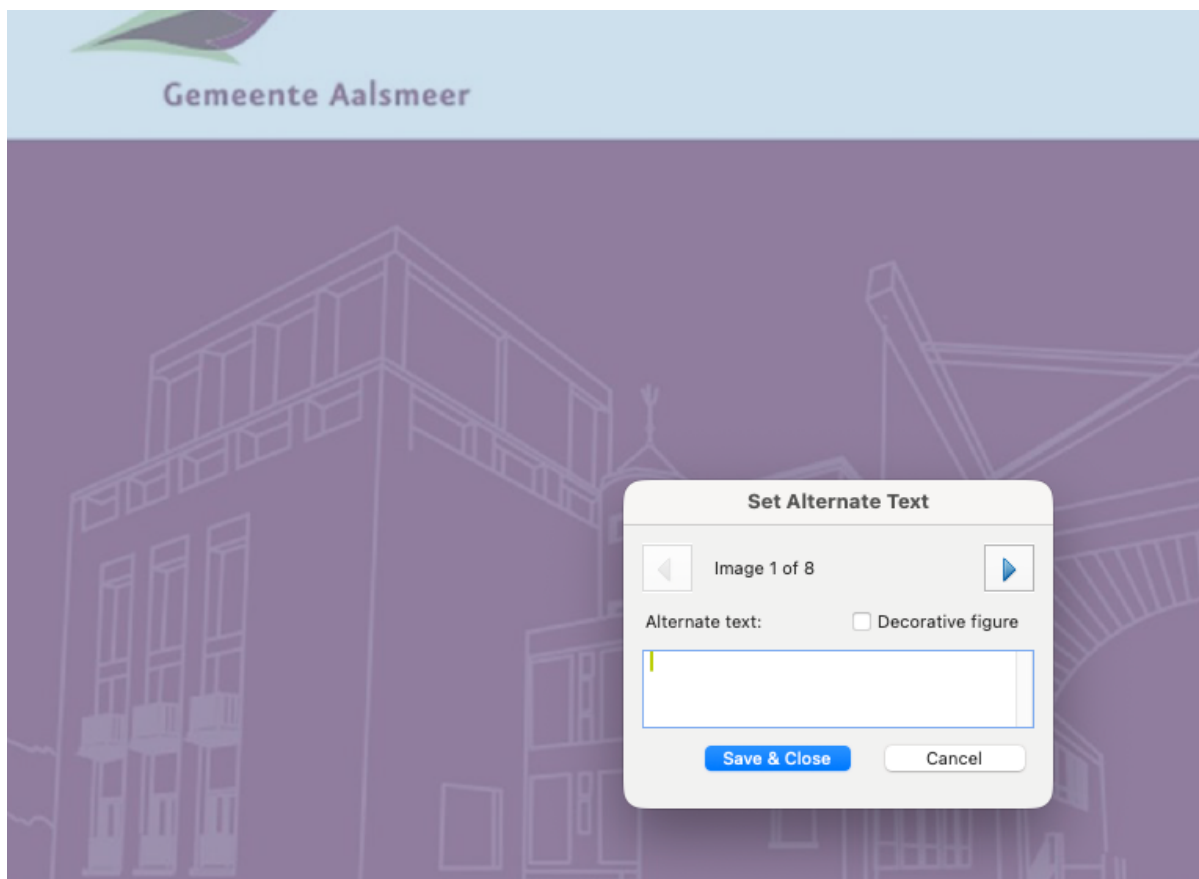 Gemeente Aalsmeer
Set Alternate Text
Image 1 of 8
Alternate text:
Decorative figure
Save & Close
Cancel